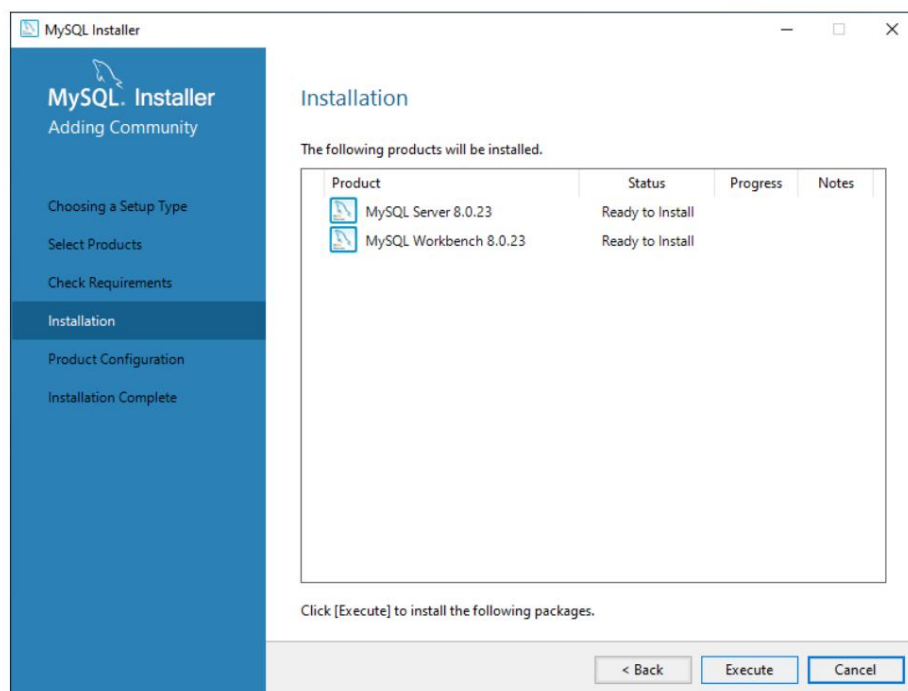 MySQL Installer
MySQL. Installer
Adding Community
Choosing a Setup Type
Select Products
Check Requirements
Installation
Product Configuration
Installation Complete
Installation
The following products will be installed.
Product Status Progress Notes
MySQL Server 8.0.23 Ready to Install
MySQL Workbench 8.0.23 Ready to Install
Click [Execute] to install the following packages.
< Back Execute Cancel